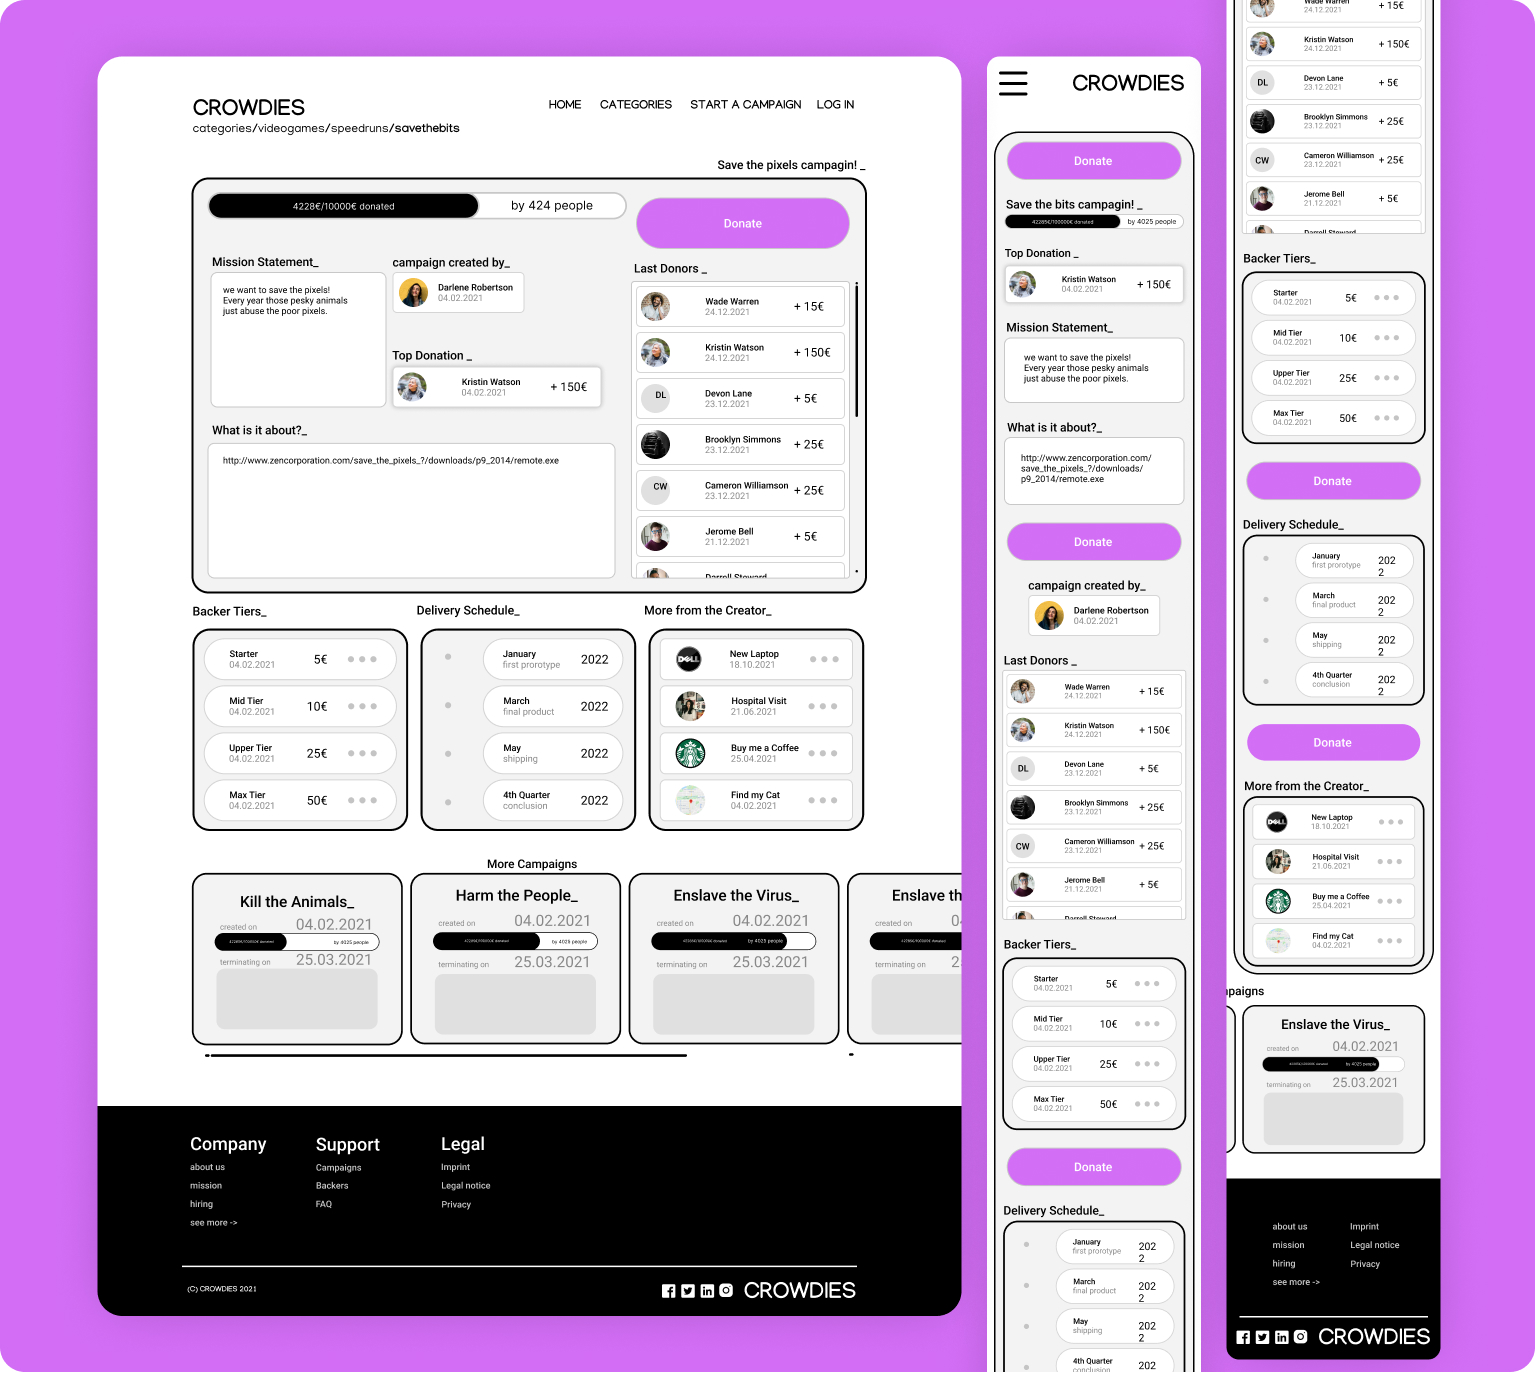 CROWDIES
HOME CATEGORIES START A CAMPAIGN LOG IN
categories/videogames/speedruns/savethebits
Save the pixels campagin! _
4228€/10000€ donated
by 424 people
Donate
Mission Statement_
we want to save the pixels!
Every year those pesky animals
just abuse the poor pixels.
campaign created by_
Darlene Robertson
04.02.2021
Top Donation _
Kristin Watson
04.02.2021
+ 150€
What is it about?_
http://www.zencorporation.com/save_the_pixels_?/downloads/p9_2014/remote.exe
Last Donors _
Wade Warren
24.12.2021
+ 15€
Kristin Watson
24.12.2021
+ 150€
DL
Devon Lane
23.12.2021
+ 5€
Brooklyn Simmons
23.12.2021
+ 25€
CW
Cameron Williamson
23.12.2021
+ 25€
Jerome Bell
21.12.2021
+ 5€
Darrell Steward
Backer Tiers_
Starter
04.02.2021
5€
Mid Tier
04.02.2021
10€
Upper Tier
04.02.2021
25€
Max Tier
04.02.2021
50€
Delivery Schedule_
January
first prorotype
2022
March
final product
2022
May
shipping
2022
4th Quarter
conclusion
2022
More from the Creator_
DELL
New Laptop
18.10.2021
Hospital Visit
21.06.2021
Buy me a Coffee
25.04.2021
Find my Cat
04.02.2021
More Campaigns
Kill the Animals_
created on
04.02.2021
by 4025 people
terminating on
25.03.2021
Harm the People_
created on
04.02.2021
by 4025 people
terminating on
25.03.2021
Enslave the Virus_
created on
04.02.2021
by 4025 people
terminating on
25.03.2021
Enslave th
created on
04.0
terminating on
25
Company
about us
mission
hiring
see more ->
Support
Campaigns
Backers
FAQ
Legal
Imprint
Legal notice
Privacy
(C) CROWDIES 2021
CROWDIES
CROWDIES
Donate
Save the bits campagin! _
42285€/100000€ donated
by 4025 people
Top Donation _
Kristin Watson
04.02.2021
+ 150€
Mission Statement_
we want to save the pixels!
Every year those pesky animals
just abuse the poor pixels.
What is it about?_
http://www.zencorporation.com/
save_the_pixels_?/downloads/
p9_2014/remote.exe
Donate
campaign created by_
Darlene Robertson
04.02.2021
Last Donors _
Wade Warren
24.12.2021
+ 15€
Kristin Watson
24.12.2021
+ 150€
DL
Devon Lane
23.12.2021
+ 5€
Brooklyn Simmons
23.12.2021
+ 25€
CW
Cameron Williamson
23.12.2021
+ 25€
Jerome Bell
21.12.2021
+ 5€
Darrell Steward
Backer Tiers_
Starter
04.02.2021
5€
Mid Tier
04.02.2021
10€
Upper Tier
04.02.2021
25€
Max Tier
04.02.2021
50€
Donate
Delivery Schedule_
January
first prorotype
202
2
March
final product
202
2
May
shipping
202
2
4th Quarter
conclusion
202
Wade Warren
24.12.2021
+ 15€
Kristin Watson
24.12.2021
+ 150€
DL
Devon Lane
23.12.2021
+ 5€
Brooklyn Simmons
23.12.2021
+ 25€
CW
Cameron Williamson
23.12.2021
+ 25€
Jerome Bell
21.12.2021
+ 5€
Darrell Steward
Backer Tiers_
Starter
04.02.2021
5€
Mid Tier
04.02.2021
10€
Upper Tier
04.02.2021
25€
Max Tier
04.02.2021
50€
Donate
Delivery Schedule_
January
first prorotype
202
2
March
final product
202
2
May
shipping
202
2
4th Quarter
conclusion
202
2
Donate
More from the Creator_
DELL
New Laptop
18.10.2021
Hospital Visit
21.06.2021
Buy me a Coffee
25.04.2021
Find my Cat
04.02.2021
paigns
Enslave the Virus_
created on
04.02.2021
by 4025 people
terminating on
25.03.2021
about us
mission
hiring
see more ->
Imprint
Legal notice
Privacy
CROWDIES